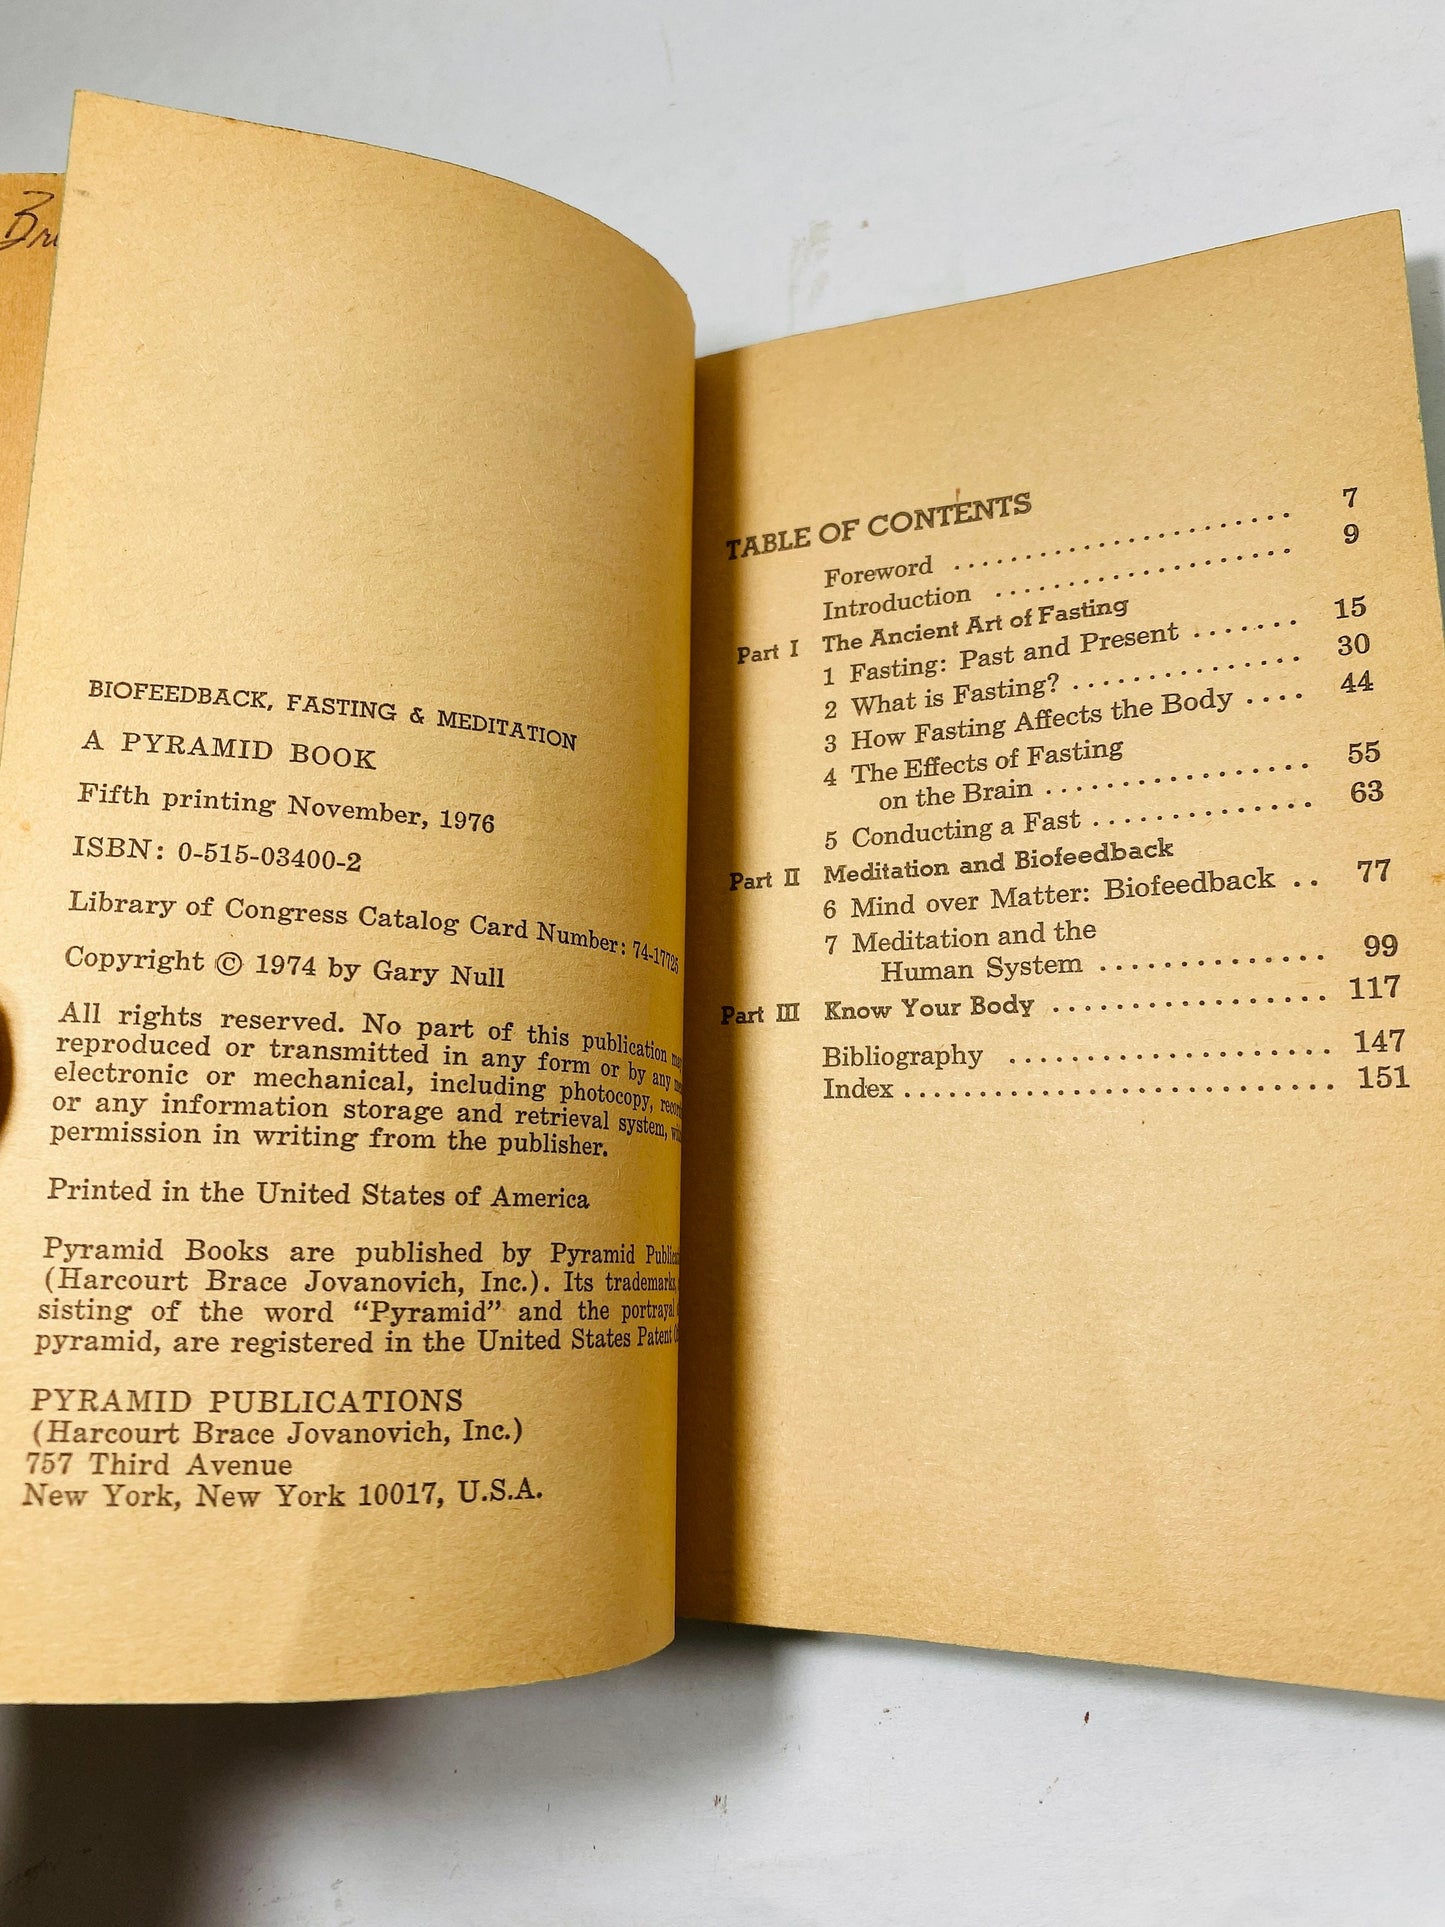 BIOFEEDBACK, FASTING & MEDITATION
A PYRAMID BOOK
Fifth printing November, 1976
ISBN: 0-515-03400-2
Library of Congress Catalog Card Number: 74-17725
Copyright © 1974 by Gary Null
All rights reserved. No part of this publication may
reproduced or transmitted in any form or by any
electronic or mechanical, including photocopy,
or any information storage and retrieval system,
permission in writing from the publisher.
Printed in the United States of America
Pyramid Books are published by Pyramid
(Harcourt Brace Jovanovich, Inc.). Its trademarks,
sisting of the word “Pyramid” and the portrayal
pyramid, are registered in the United States Patent
PYRAMID PUBLICATIONS
(Harcourt Brace Jovanovich, Inc.)
757 Third Avenue
New York, New York 10017, U.S.A.
TABLE OF CONTENTS
Foreword ........................ 7
Introduction ..................... 9
Part I The Ancient Art of Fasting
1 Fasting: Past and Present ....... 15
2 What is Fasting? ............... 30
3 How Fasting Affects the Body .... 44
4 The Effects of Fasting
on the Brain .................. 55
5 Conducting a Fast .............. 63
Part II Meditation and Biofeedback
6 Mind over Matter: Biofeedback .. 77
7 Meditation and the
Human System ............... 99
Part III Know Your Body .................. 117
Bibliography ..................... 147
Index ............................. 151